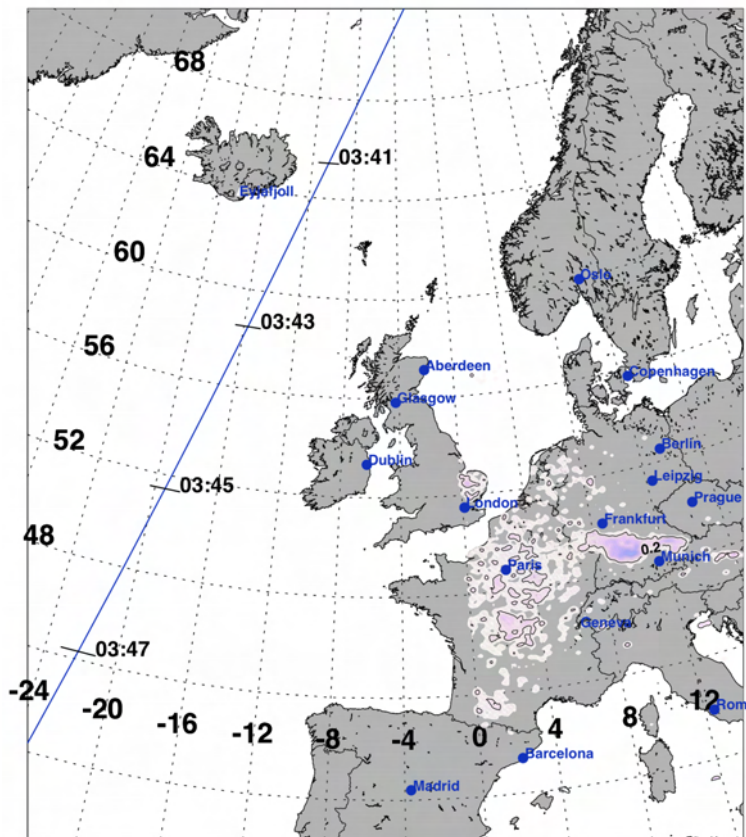 68
64
03:41
Eyjafjoll.
60
Oslo
03:43
56
Aberdeen
Copenhagen
Glasgow
52
Berlin
Dublin
03:45
Leipzig
London
Prague
Frankfurt
48
0.2
Munich
Paris
Geneva
03:47
-24
-20
-16
-12
-8
-4
0
4
8
12
Rom
Barcelona
Madrid